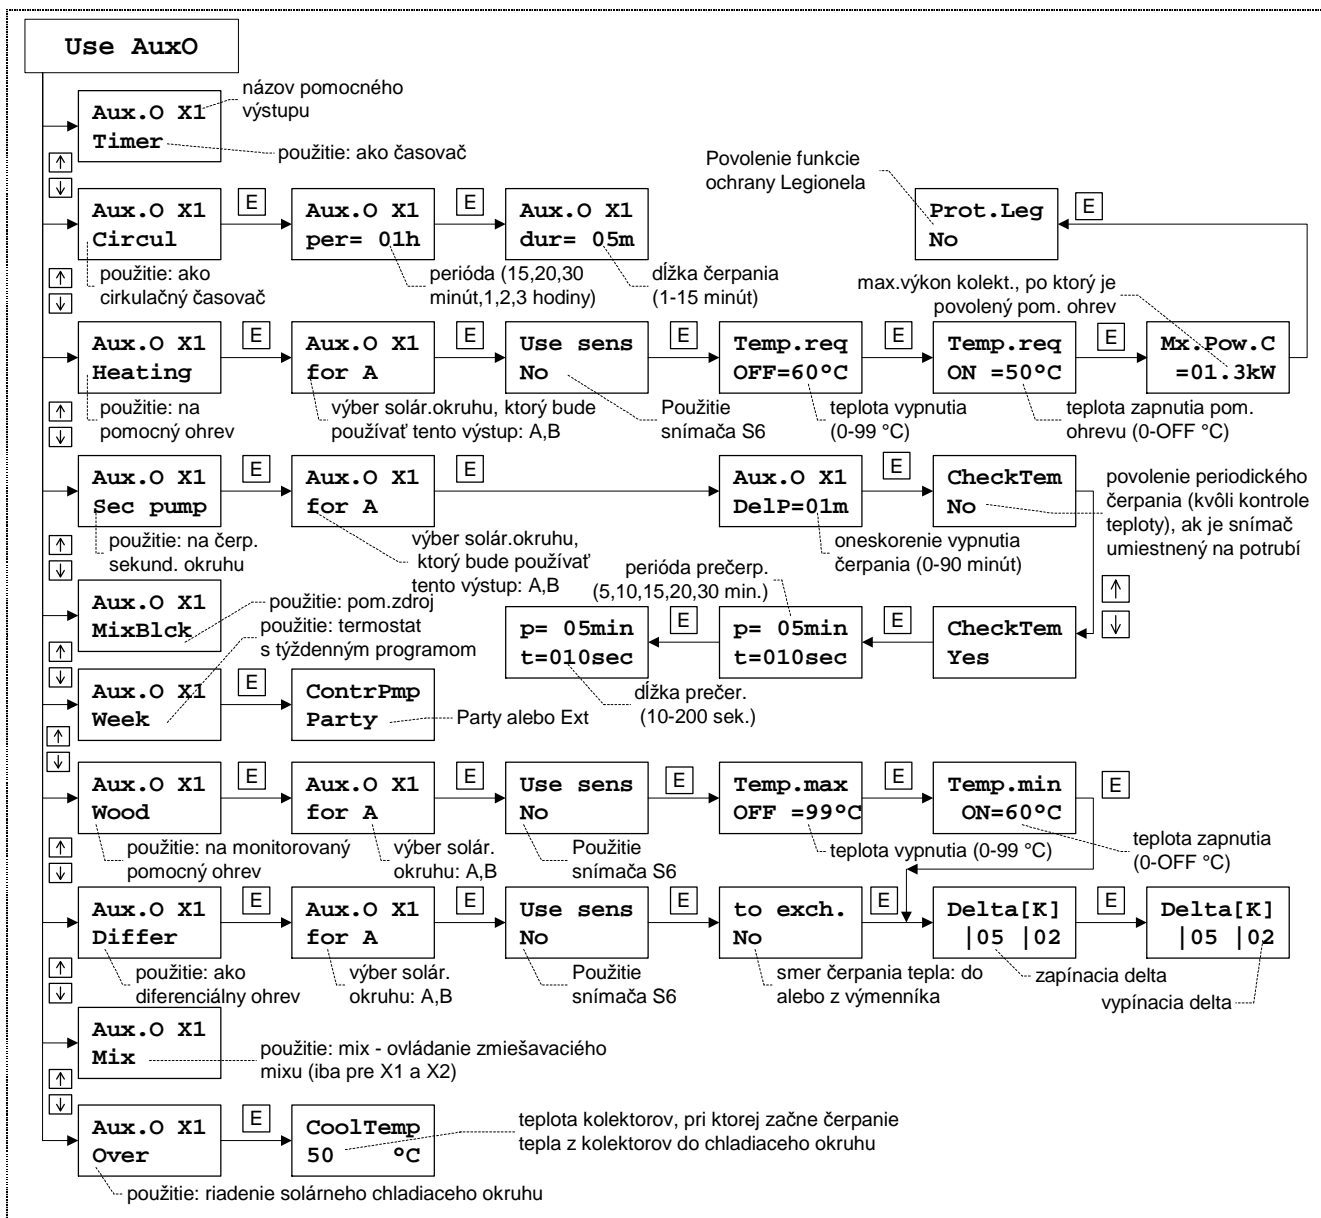 Use AuxO
názov pomocného
výstupu
Aux.O X1
Timer
použitie: ako časovač
Povolenie funkcie
ochrany Legionela
Aux.O X1
Circul
E
Aux.O X1
per= 01h
E
Aux.O X1
dur= 05m
Prot.Leg
No
E
použitie: ako
cirkulačný časovač
perióda (15,20,30
minút,1,2,3 hodiny)
dĺžka čerpania
(1-15 minút)
max.výkon kolekt., po ktorý je
povolený pom. ohrev
Aux.O X1
Heating
E
Aux.O X1
for A
E
Use sens
No
E
Temp.req
OFF=60°C
E
Temp.req
ON =50°C
E
Mx.Pow.C
=01.3kW
použitie: na
pomocný ohrev
výber solár.okruhu, ktorý bude
používať tento výstup: A,B
Použitie
snímača S6
teplota vypnutia
(0-99 °C)
teplota zapnutia pom.
ohrevu (0-OFF °C)
Aux.O X1
Sec pump
E
Aux.O X1
for A
E
Aux.O X1
DelP=01m
E
CheckTem
No
povolenie periodického
čerpania (kvôli kontrole
teploty), ak je snímač
umiestnený na potrubí
použitie: na čerp.
sekund. okruhu
výber solár.okruhu,
ktorý bude používať
tento výstup: A,B
oneskorenie vypnutia
čerpania (0-90 minút)
perióda prečerp.
(5,10,15,20,30 min.)
Aux.O X1
MixBlck
použitie: pom.zdroj
použitie: termostat
s týždenným programom
p= 05min
t=010sec
E
p= 05min
t=010sec
E
CheckTem
Yes
dĺžka prečer.
(10-200 sek.)
Aux.O X1
Week
E
ContrPmp
Party
Party alebo Ext
Aux.O X1
Wood
E
Aux.O X1
for A
E
Use sens
No
E
Temp.max
OFF =99°C
E
Temp.min
ON=60°C
E
použitie: na monitorovaný
pomocný ohrev
výber solár.
okruhu: A,B
Použitie
snímača S6
teplota vypnutia (0-99 °C)
teplota zapnutia
(0-OFF °C)
Aux.O X1
Differ
E
Aux.O X1
for A
E
Use sens
No
E
to exch.
No
E
Delta[K]
|05 |02
E
Delta[K]
|05 |02
použitie: ako
diferenciálny ohrev
výber solár.
okruhu: A,B
Použitie
snímača S6
smer čerpania tepla: do
alebo z výmenníka
zapínacia delta
vypínacia delta
Aux.O X1
Mix
použitie: mix - ovládanie zmiešavaciého
mixu (iba pre X1 a X2)
Aux.O X1
Over
E
CoolTemp
50 °C
teplota kolektorov, pri ktorej začne čerpanie
tepla z kolektorov do chladiaceho okruhu
použitie: riadenie solárneho chladiaceho okruhu